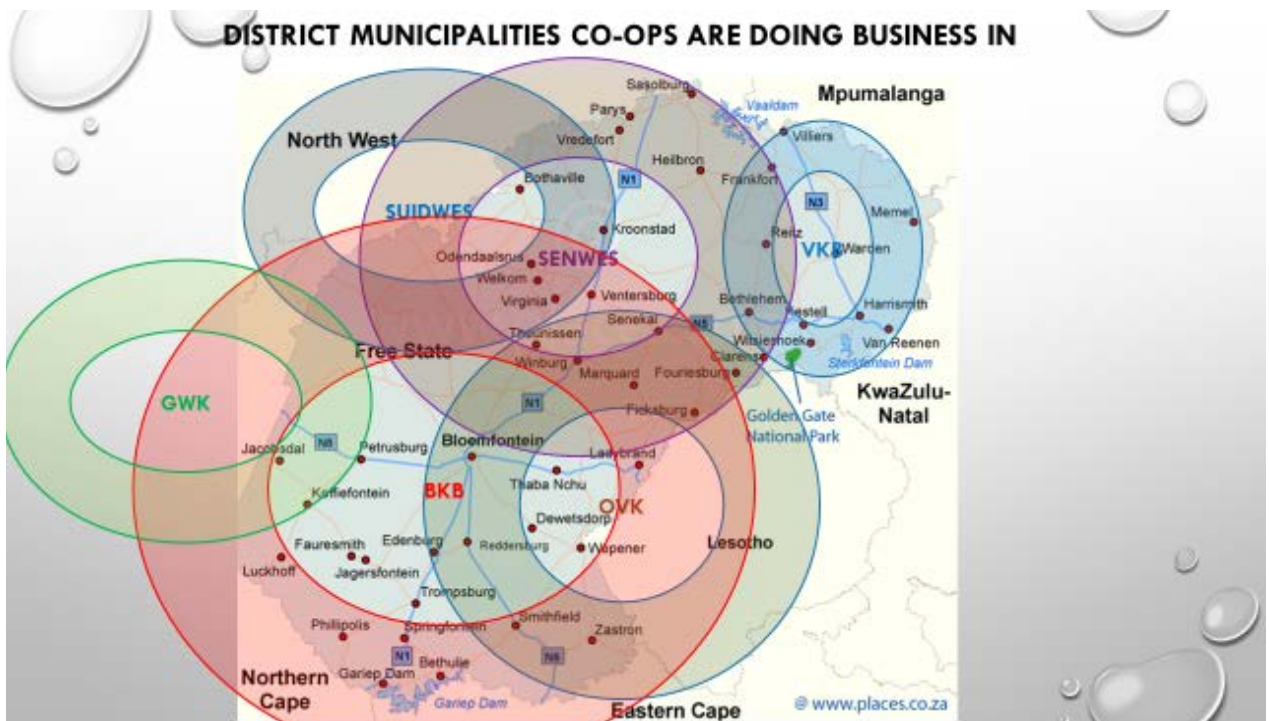 DISTRICT MUNICIPALITIES CO-OPS ARE DOING BUSINESS IN
Sasolburg
Mpumalanga
Parys
Vaaldam
North West
Vredefort
Villiers
Heilbron
Bothaville
N1
Frankfort
N3
SUIDWES
Memel
Kroonstad
Reitz
VKB
Warden
Odendaalsrus
SENWES
Welkom
Virginia
Ventersburg
Bethlehem
Kestell
Harrismith
Senekal
N5
Theunissen
Witsieshoek
Van Reenen
Free State
Winburg
Clarens
Sterkfontein Dam
Marquard
Fouriesburg
KwaZulu-
Natal
GWK
N1
Ficksburg
Golden Gate
National Park
N8
Bloemfontein
Jacobsdal
Petrusburg
Ladybrand
Thaba Nchu
BKB
Koffiefontein
OVK
Dewetsdorp
Fauresmith
Edenburg
Reddersburg
Wepener
Lesotho
Luckhoff
Jagersfontein
Trompsburg
Phillipolis
Springfontein
Smithfield
Zastron
N1
N6
Northern
Cape
Gariep Dam
Bethulie
Gariep Dam
Eastern Cape
@ www.places.co.za